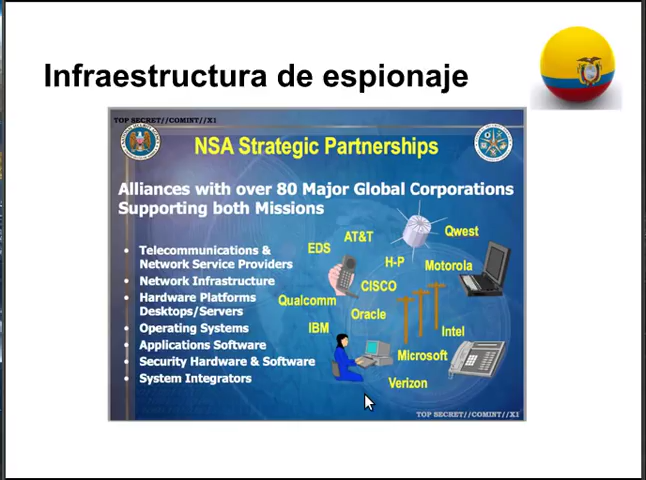 Infraestructura de espionaje
TOP SECRET//COMINT//X1
NSA Strategic Partnerships
Alliances with over 80 Major Global Corporations
Supporting both Missions
• Telecommunications &
Network Service Providers
• Network Infrastructure
• Hardware Platforms
Desktops/Servers
• Operating Systems
• Applications Software
• Security Hardware & Software
• System Integrators
Qwest
AT&T
EDS
H-P
Motorola
CISCO
Qualcomm
Oracle
IBM
Intel
Microsoft
Verizon
TOP SECRET//COMINT//X1